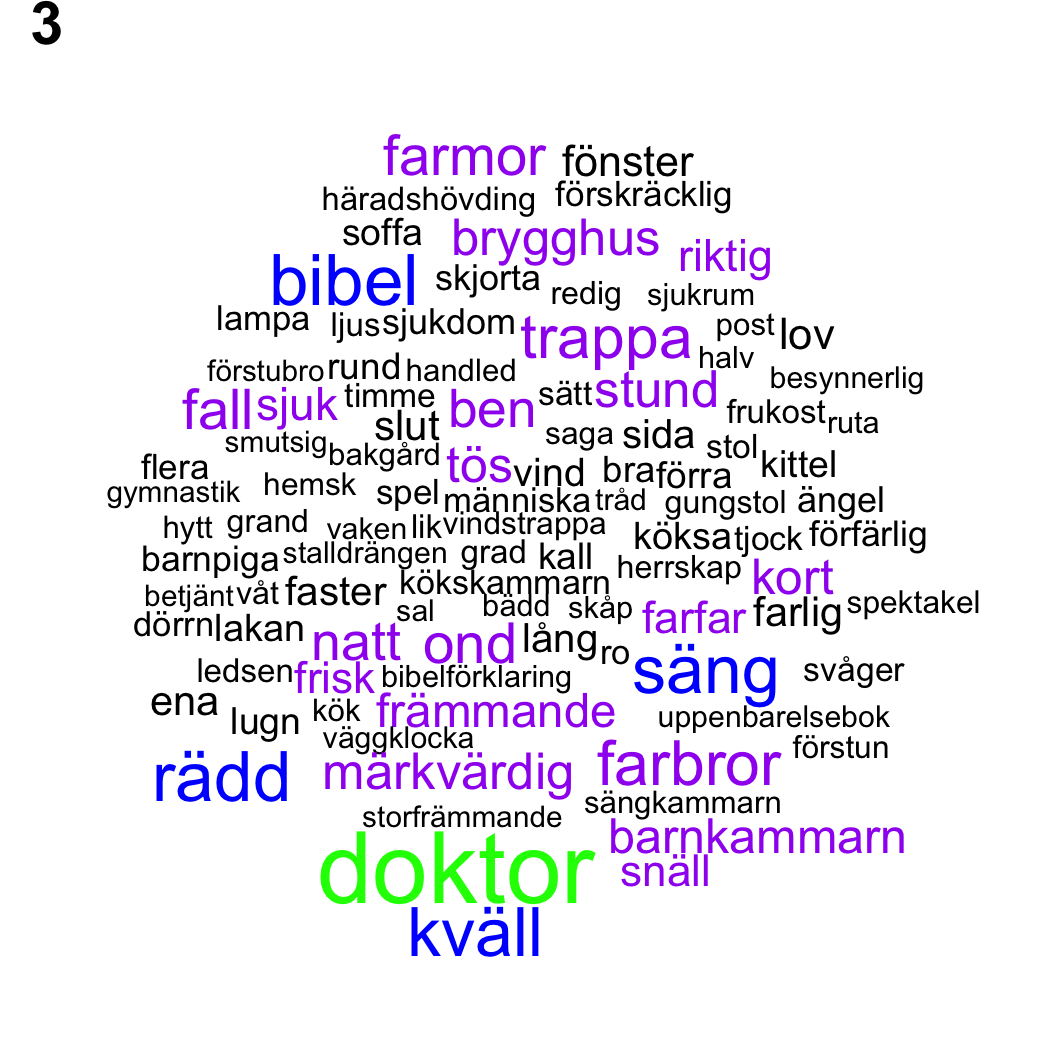 3
farmor fönster
häradshövding förskräcklig
soffa brygghus riktig
bibel skjorta redig sjukrum
lampa ljus sjukdom trappa post lov
förstubro rund handled halv besynnerlig
fall sjuk timme ben sätt stund frukost ruta
smutsig bakgård slut saga sida stol kittel
flera tös vind bra förra
gymnastik hemsk spel människa tråd gungstol ängel
hytt grand vaken lik vindstrappa köksa tjock förfärlig
barnpiga stalldrängen grad kall herrskap kort
betjänt våt faster kökskammarn
sal bädd skåp farfar farlig spektakel
dörrn lakan natt ond lång ro
ledsen frisk bibelförklaring säng svåger
ena lugn kök främmande uppenbarelsebok
väggklocka förstun
rädd märkvärdig farbror
storfrämmande sängkammarn
doktor barnkammarn
snäll
kväll